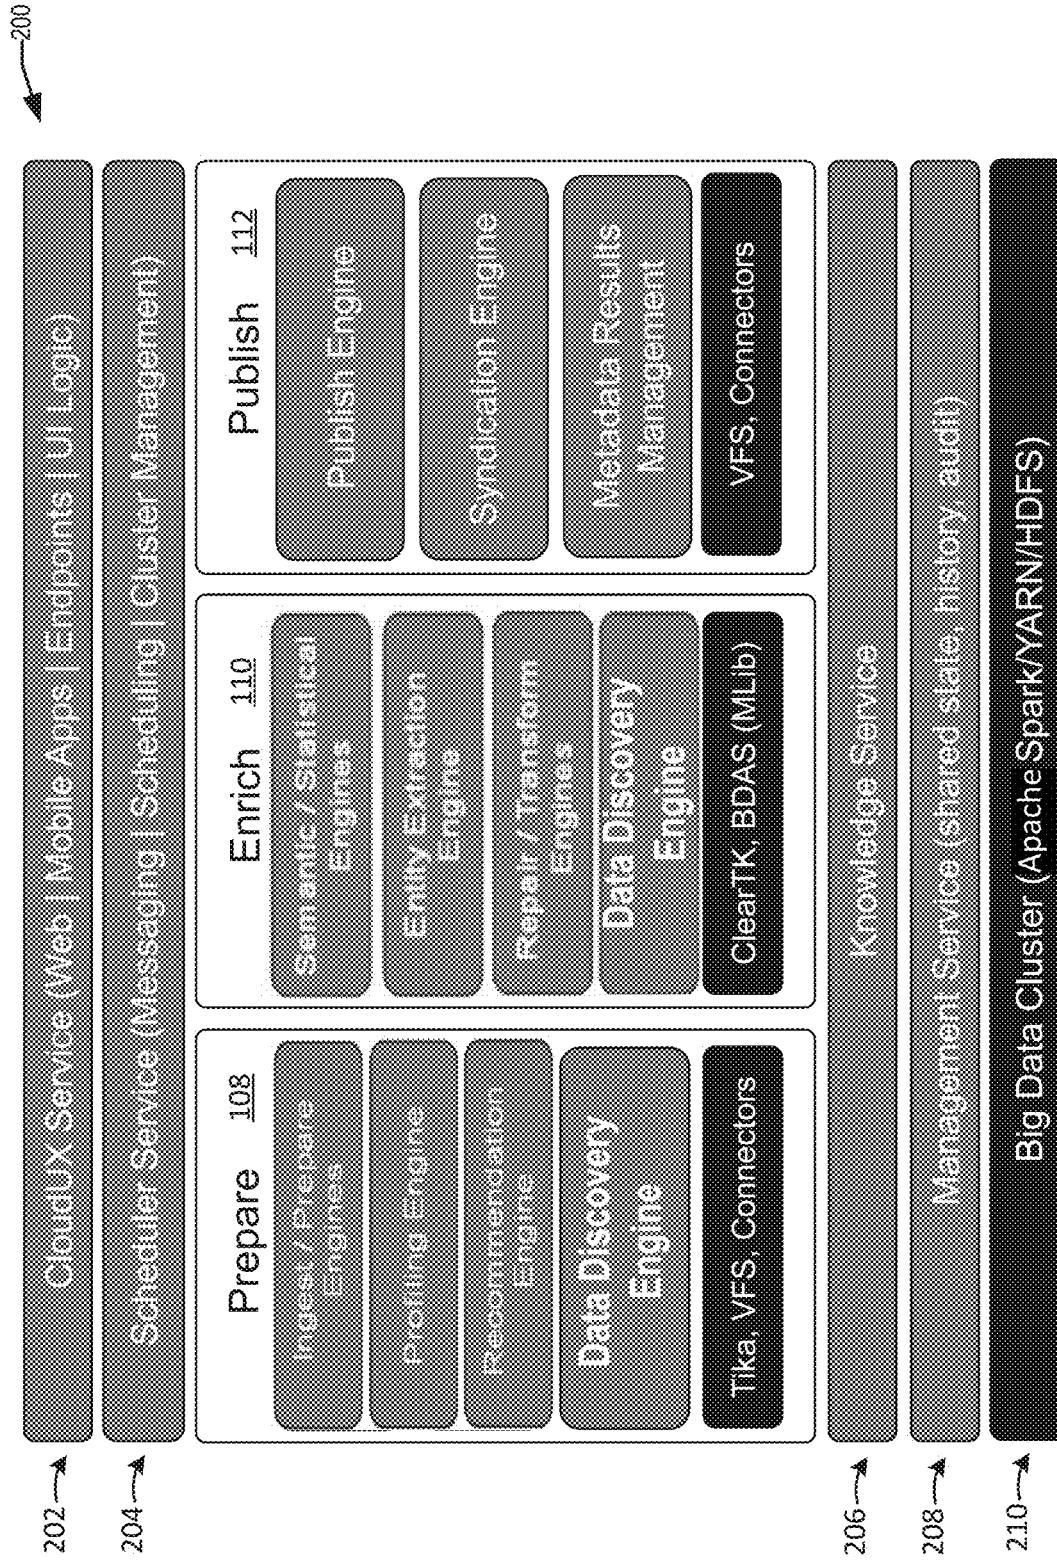 200
202
CloudUX Service (Web | Mobile Apps | Endpoints | UI Logic)
204
Scheduler Service (Messaging | Scheduling | Cluster Management)
Prepare 108
Ingest / Prepare
Engines
Profiling Engine
Recommendation
Engine
Data Discovery
Engine
Tika, VFS, Connectors
Enrich 110
Semantic / Statistical
Engines
Entity Extraction
Engine
Repair / Transform
Engines
Data Discovery
Engine
ClearTK, BDAS (MLib)
Publish 112
Publish Engine
Syndication Engine
Metadata Results
Management
VFS, Connectors
206
Knowledge Service
208
Management Service (shared state, history, audit)
210
Big Data Cluster (Apache Spark/YARN/HDFS)